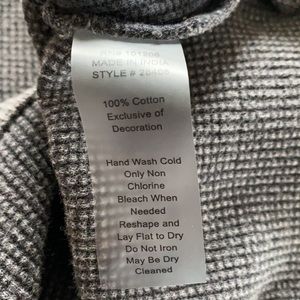 MADE IN INDIA
100% Cotton
Exclusive of
Decoration
Hand Wash Cold
Only Non
Chlorine
Bleach When
Needed
Reshape and
Lay Flat to Dry
Do Not Iron
May Be Dry
Cleaned